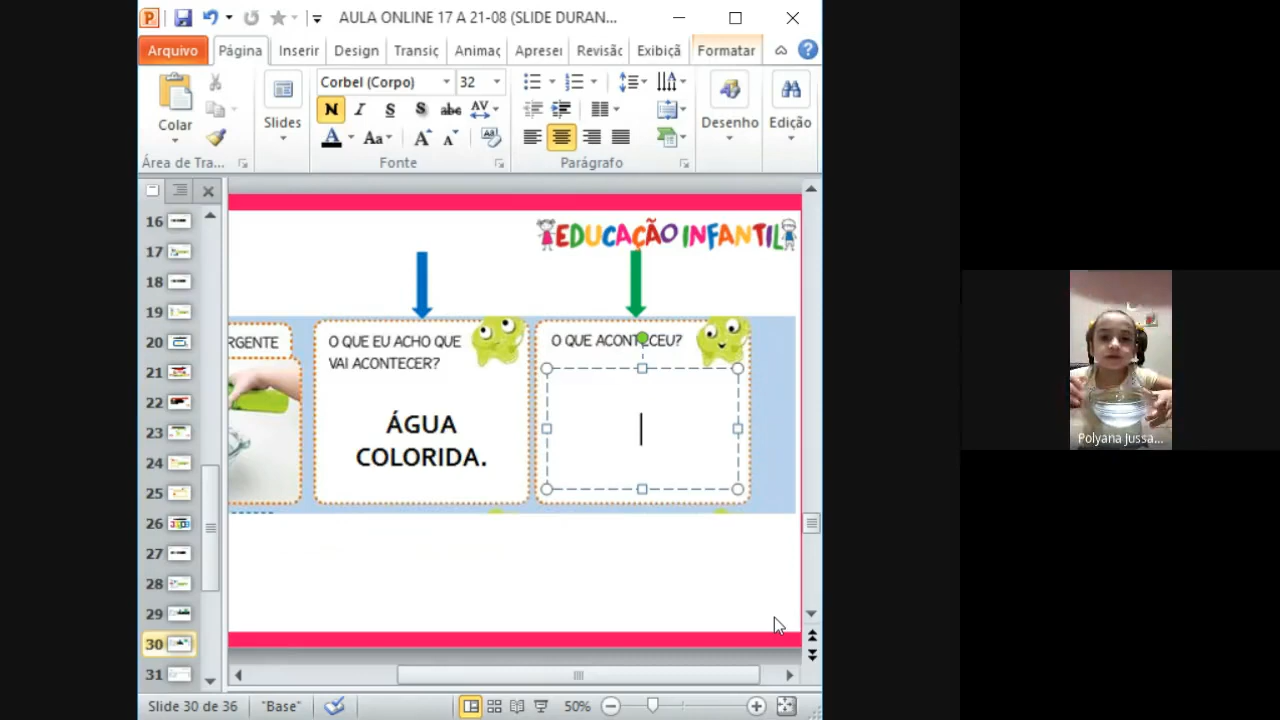 AULA ONLINE 17 A 21-08 (SLIDE DURAN...
Arquivo Página Inserir Design Transiç Animaç Apresei Revisão Exibiçã Formatar
Corbel (Corpo) 32
Colar Slides Desenho Edição
N I S S abc AV
A Aa A A
Área de Tra... Fonte Parágrafo
16
17
18
19
20
21
22
23
24
25
26
27
28
29
30
31
EDUCAÇÃO INFANTIL
RGENTE
O QUE EU ACHO QUE
VAI ACONTECER?
ÁGUA
COLORIDA.
O QUE ACONTECEU?
Polyana Jussa...
Slide 30 de 36 "Base" 50%